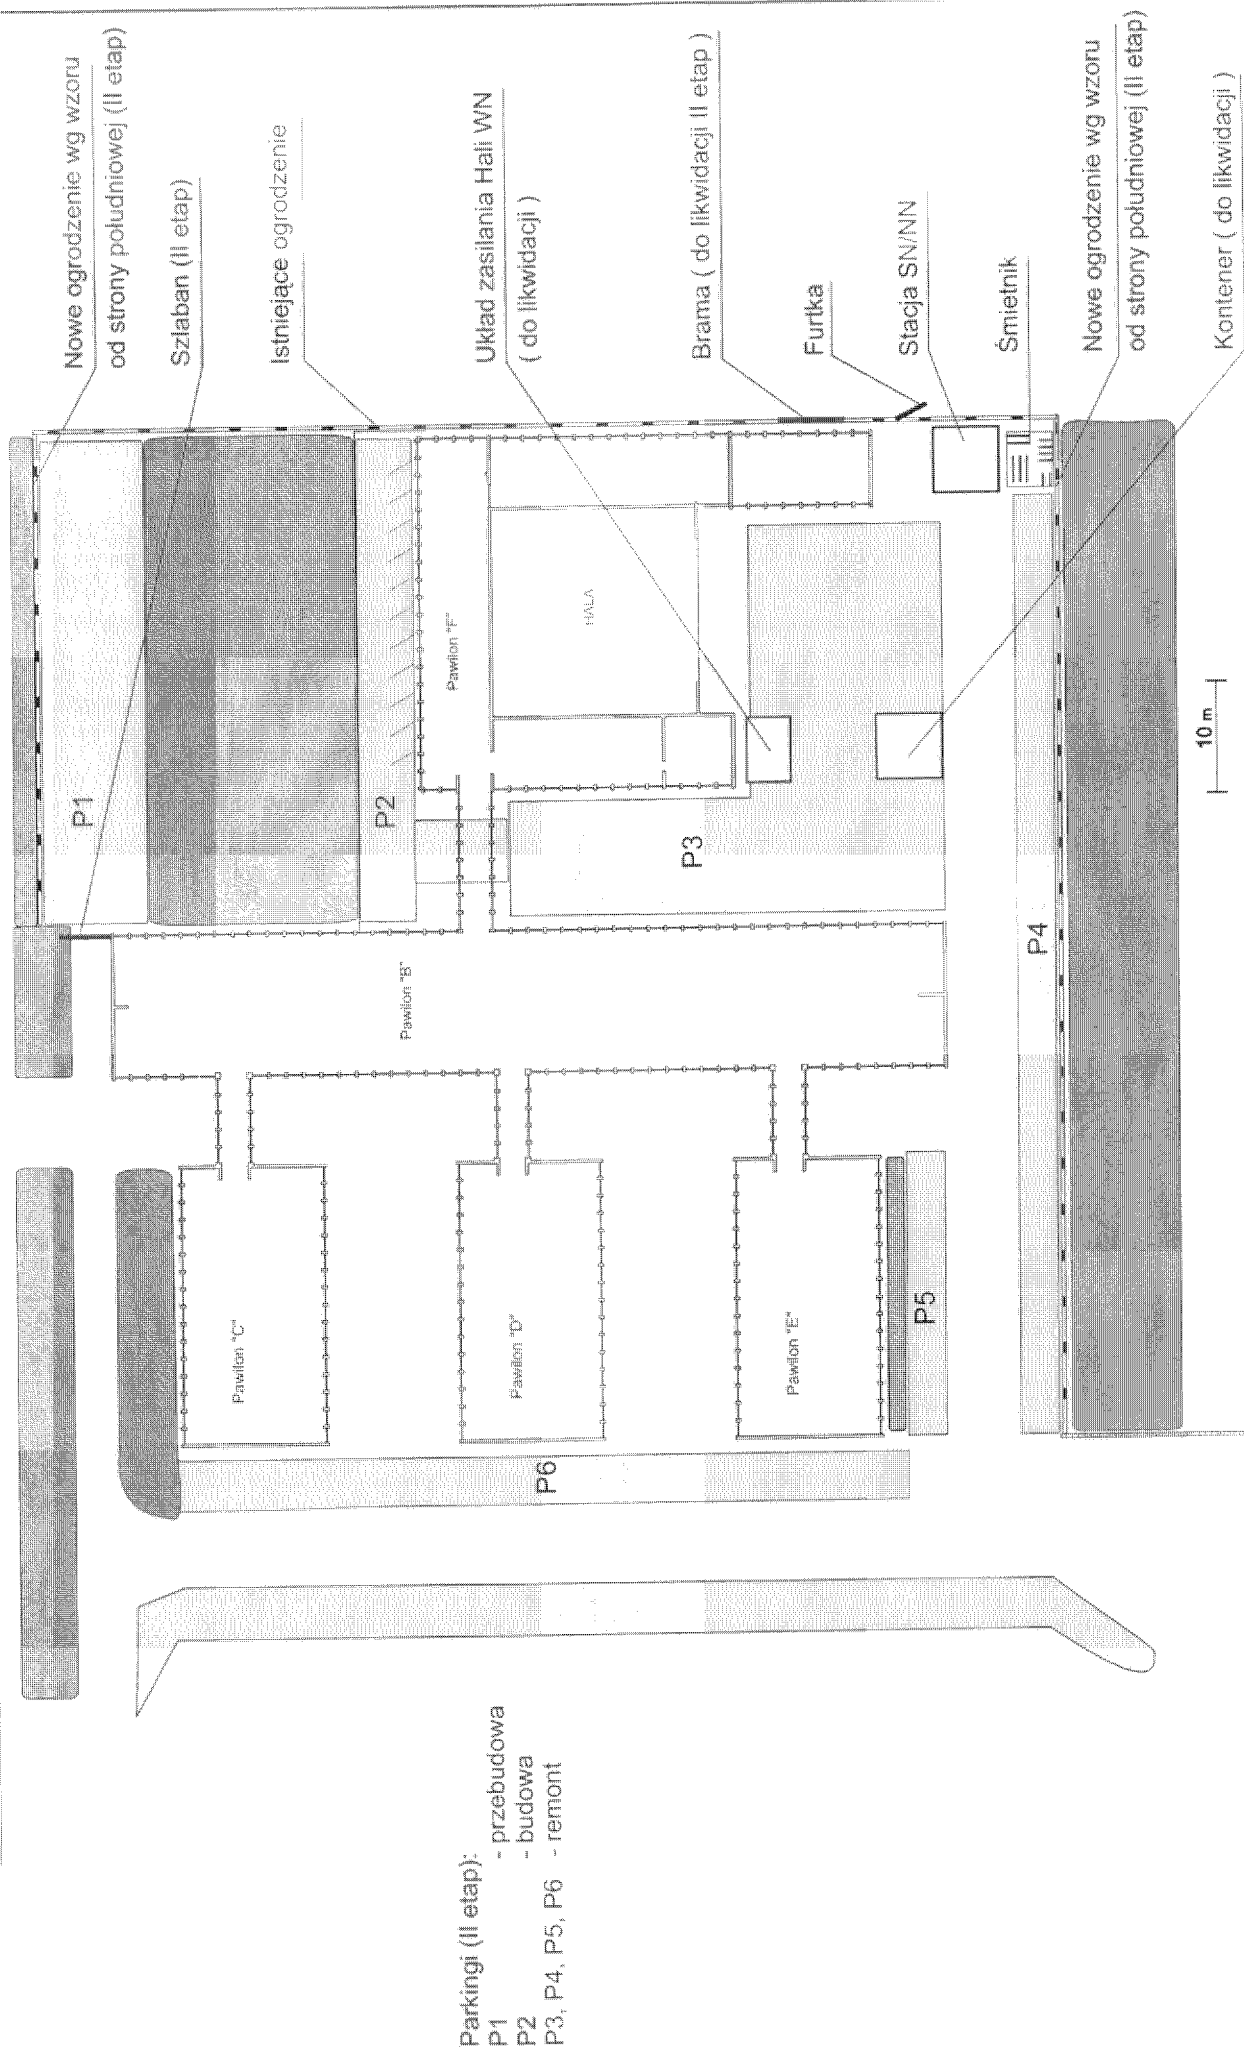 Nowe ogrodzenie wg wzoru
od strony południowej (II etap)
Szlaban (II etap)
Istniejące ogrodzenie
Układ zasilania Hali WN
( do likwidacji )
Brama ( do likwidacji II etap )
Furtka
Stacja SN/NN
Śmietnik
Nowe ogrodzenie wg wzoru
od strony południowej (II etap)
Kontener ( do likwidacji )
P1
P2
Pawilon "F"
HALA
P3
10 m
P4
Pawilon "B"
Pawilon "C"
Pawilon "D"
Pawilon "E"
P5
P6
Parkingi (II etap):
P1 - przebudowa
P2 - budowa
P3, P4, P5, P6 - remont